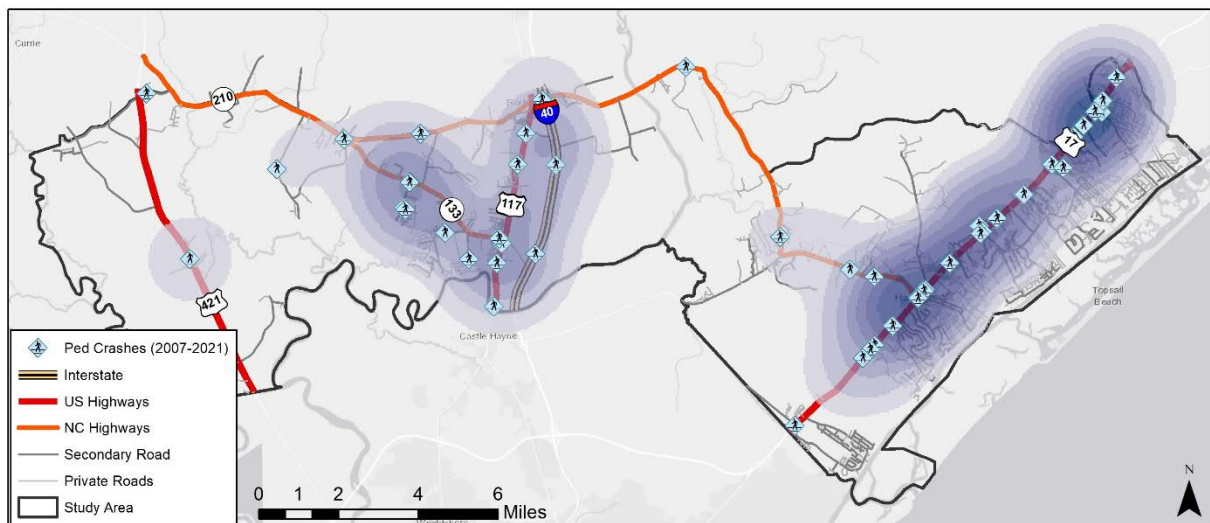 Currie
210
40
17
133
117
421
Topsail
Beach
Castle Hayne
Ped Crashes (2007-2021)
Interstate
US Highways
NC Highways
Secondary Road
Private Roads
Study Area
0 1 2 4 6
Miles
N